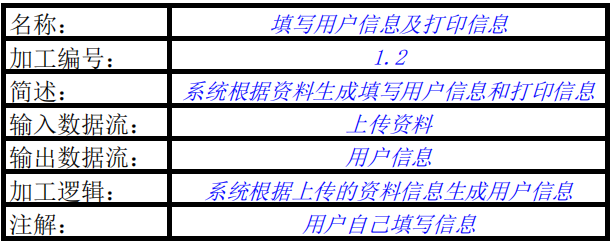 名称： 填写用户信息及打印信息
加工编号： 1.2
简述： 系统根据资料生成填写用户信息和打印信息
输入数据流： 上传资料
输出数据流： 用户信息
加工逻辑： 系统根据上传的资料信息生成用户信息
注解： 用户自己填写信息